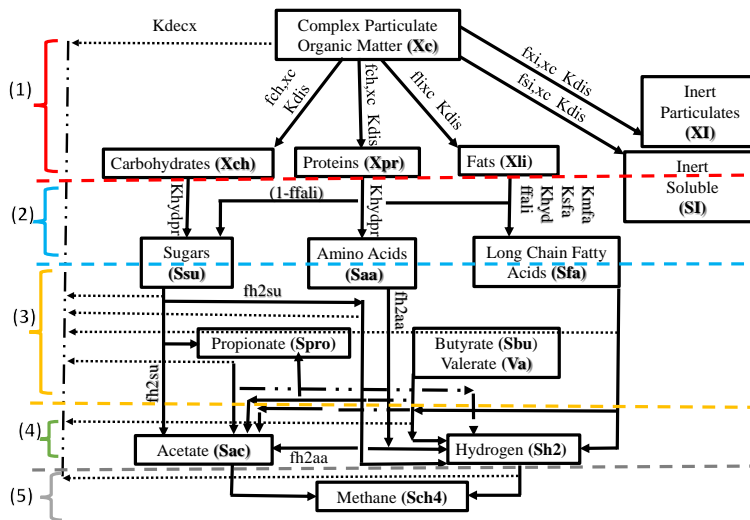 Kdecx
Complex Particulate
Organic Matter (Xc)
fxi,xc Kdis
fsi,xc Kdis
fch,xc
Kdis
fch,xc Kdis
flixc Kdis
(1)
Inert
Particulates
(XI)
Carbohydrates (Xch)
Proteins (Xpr)
Fats (Xli)
Inert
Soluble
(SI)
(2)
Khydpr
(1-ffali)
Khydpr
ffali
Khyd
Ksfa
Kmfa
Sugars
(Ssu)
Amino Acids
(Saa)
Long Chain Fatty
Acids (Sfa)
(3)
fh2su
fh2aa
Propionate (Spro)
Butyrate (Sbu)
Valerate (Va)
fh2su
(4)
Acetate (Sac)
fh2aa
Hydrogen (Sh2)
(5)
Methane (Sch4)